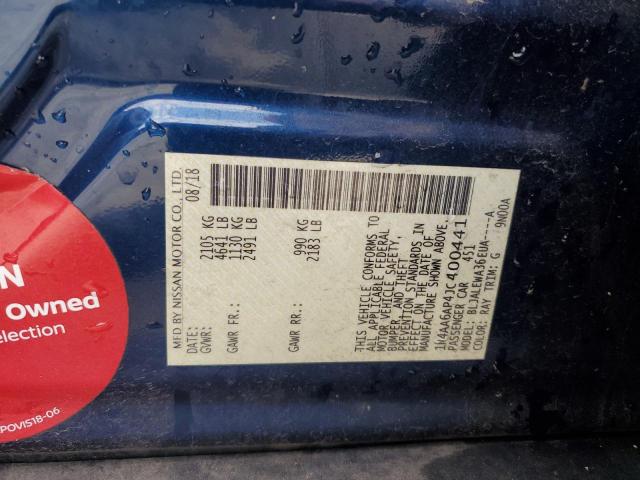 MFD BY NISSAN MOTOR CO., LTD.
DATE: 08/18
GVWR: 2105 KG
4641 LB
GAWR FR: 1130 KG
2491 LB
GAWR RR: 990 KG
2183 LB
THIS VEHICLE CONFORMS TO
ALL APPLICABLE FEDERAL
MOTOR VEHICLE SAFETY,
BUMPER, AND THEFT
PREVENTION STANDARDS IN
EFFECT ON THE DATE OF
MANUFACTURE SHOWN ABOVE.
1N4AA6AP4JC400441
PASSENGER CAR 451
MODEL: BL3ALEWA36EUA----A
COLOR: RAY TRIM: G 9N00A
N
Owned
election
POVIS18-06